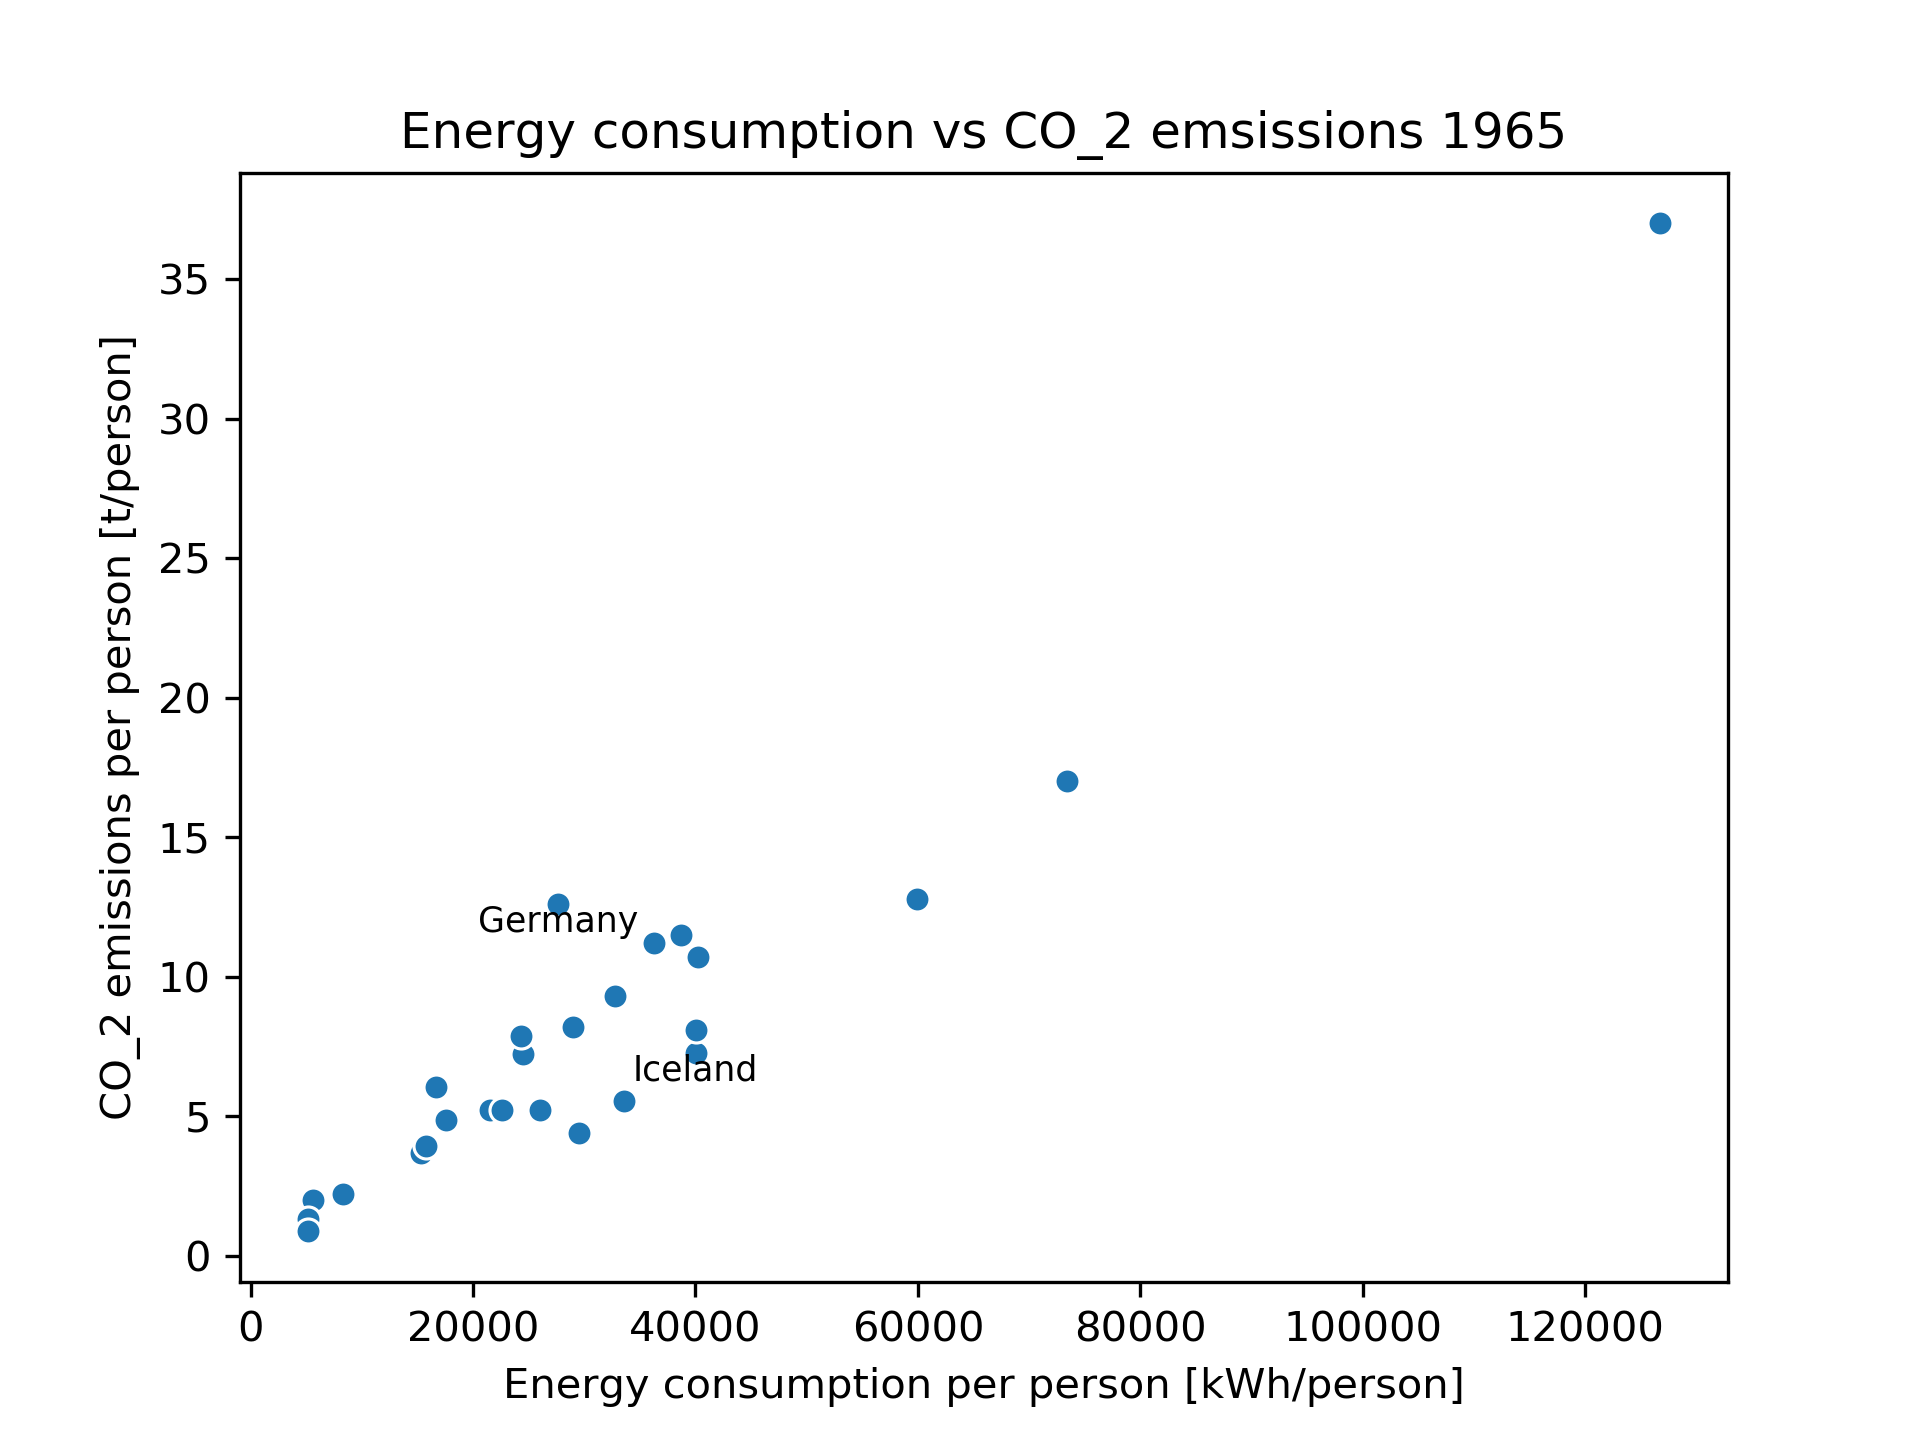 Energy consumption vs CO_2 emsissions 1965
CO_2 emissions per person [t/person]
35
30
25
20
15
10
5
0
Germany
Iceland
0 20000 40000 60000 80000 100000 120000
Energy consumption per person [kWh/person]